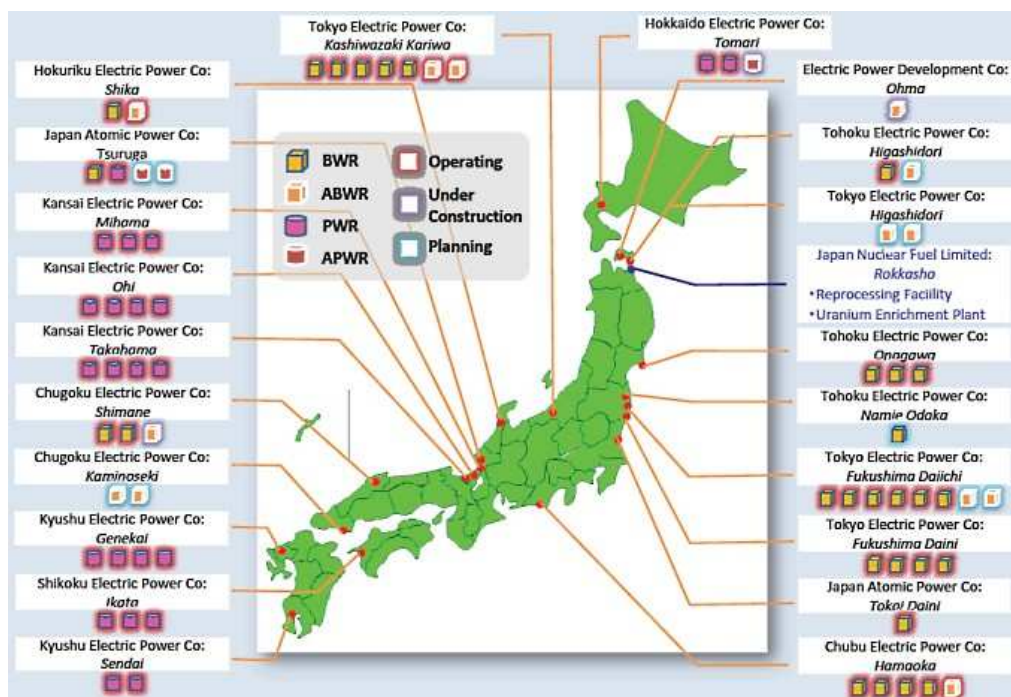 Tokyo Electric Power Co:
Kashiwazaki Kariwa
Hokkaido Electric Power Co:
Tomari
Hokuriku Electric Power Co:
Shika
Japan Atomic Power Co:
Tsuruga
Kansai Electric Power Co:
Mihama
Kansai Electric Power Co:
Ohi
Kansai Electric Power Co:
Takahama
Chugoku Electric Power Co:
Shimane
Chugoku Electric Power Co:
Kaminoseki
Kyushu Electric Power Co:
Genekai
Shikoku Electric Power Co:
Ikata
Kyushu Electric Power Co:
Sendai
BWR
ABWR
PWR
APWR
Operating
Under
Construction
Planning
Electric Power Development Co:
Ohma
Tohoku Electric Power Co:
Higashidori
Tokyo Electric Power Co:
Higashidori
Japan Nuclear Fuel Limited:
Rokkasho
•Reprocessing Faciility
•Uranium Enrichment Plant
Tohoku Electric Power Co:
Onagawa
Tohoku Electric Power Co:
Namie Odaka
Tokyo Electric Power Co:
Fukushima Daiichi
Tokyo Electric Power Co:
Fukushima Daini
Japan Atomic Power Co:
Tokai Daini
Chubu Electric Power Co:
Hamaoka